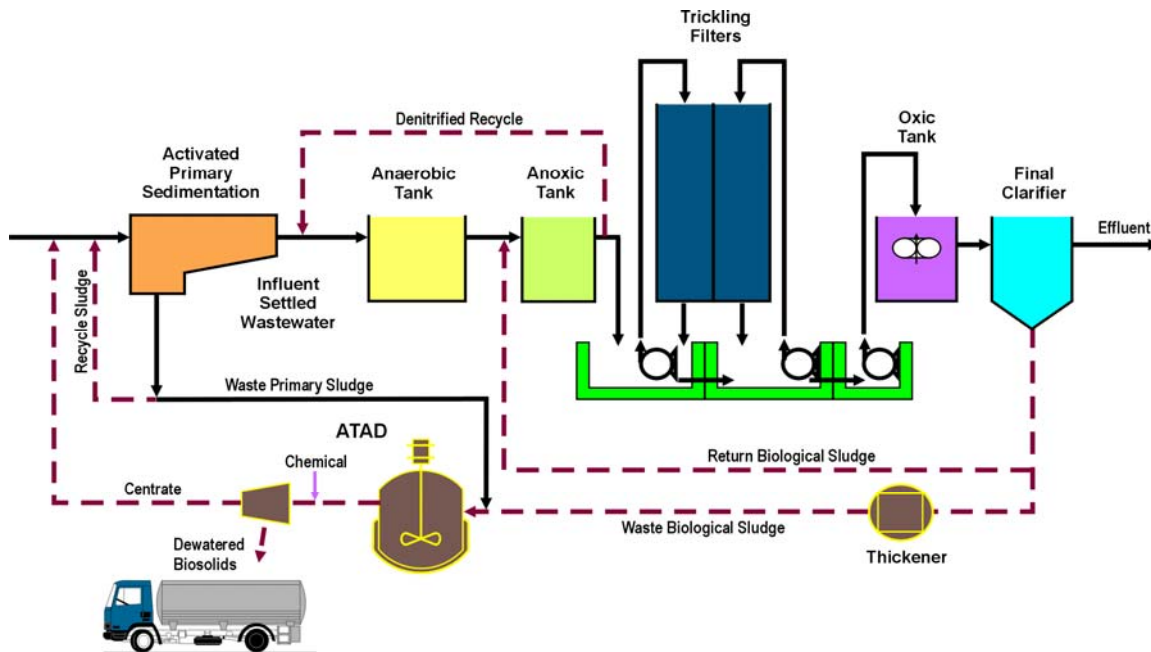 Trickling
Filters
Denitrified Recycle
Oxic
Tank
Activated
Primary
Sedimentation
Anaerobic
Tank
Anoxic
Tank
Final
Clarifier
Effluent
Influent
Settled
Wastewater
Recycle Sludge
Waste Primary Sludge
ATAD
Chemical
Return Biological Sludge
Centrate
Waste Biological Sludge
Thickener
Dewatered
Biosolids